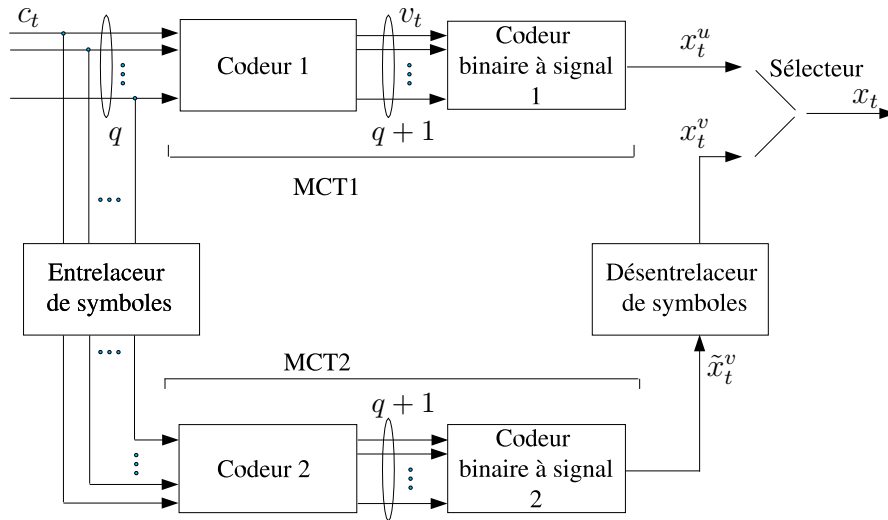 c_t
v_t
Codeur 1
Codeur
binaire à signal
1
x_t^u
Sélecteur
x_t
q
q + 1
x_t^v
MCT1
Entrelaceur
de symboles
Désentrelaceur
de symboles
MCT2
x̃_t^v
q + 1
Codeur 2
Codeur
binaire à signal
2